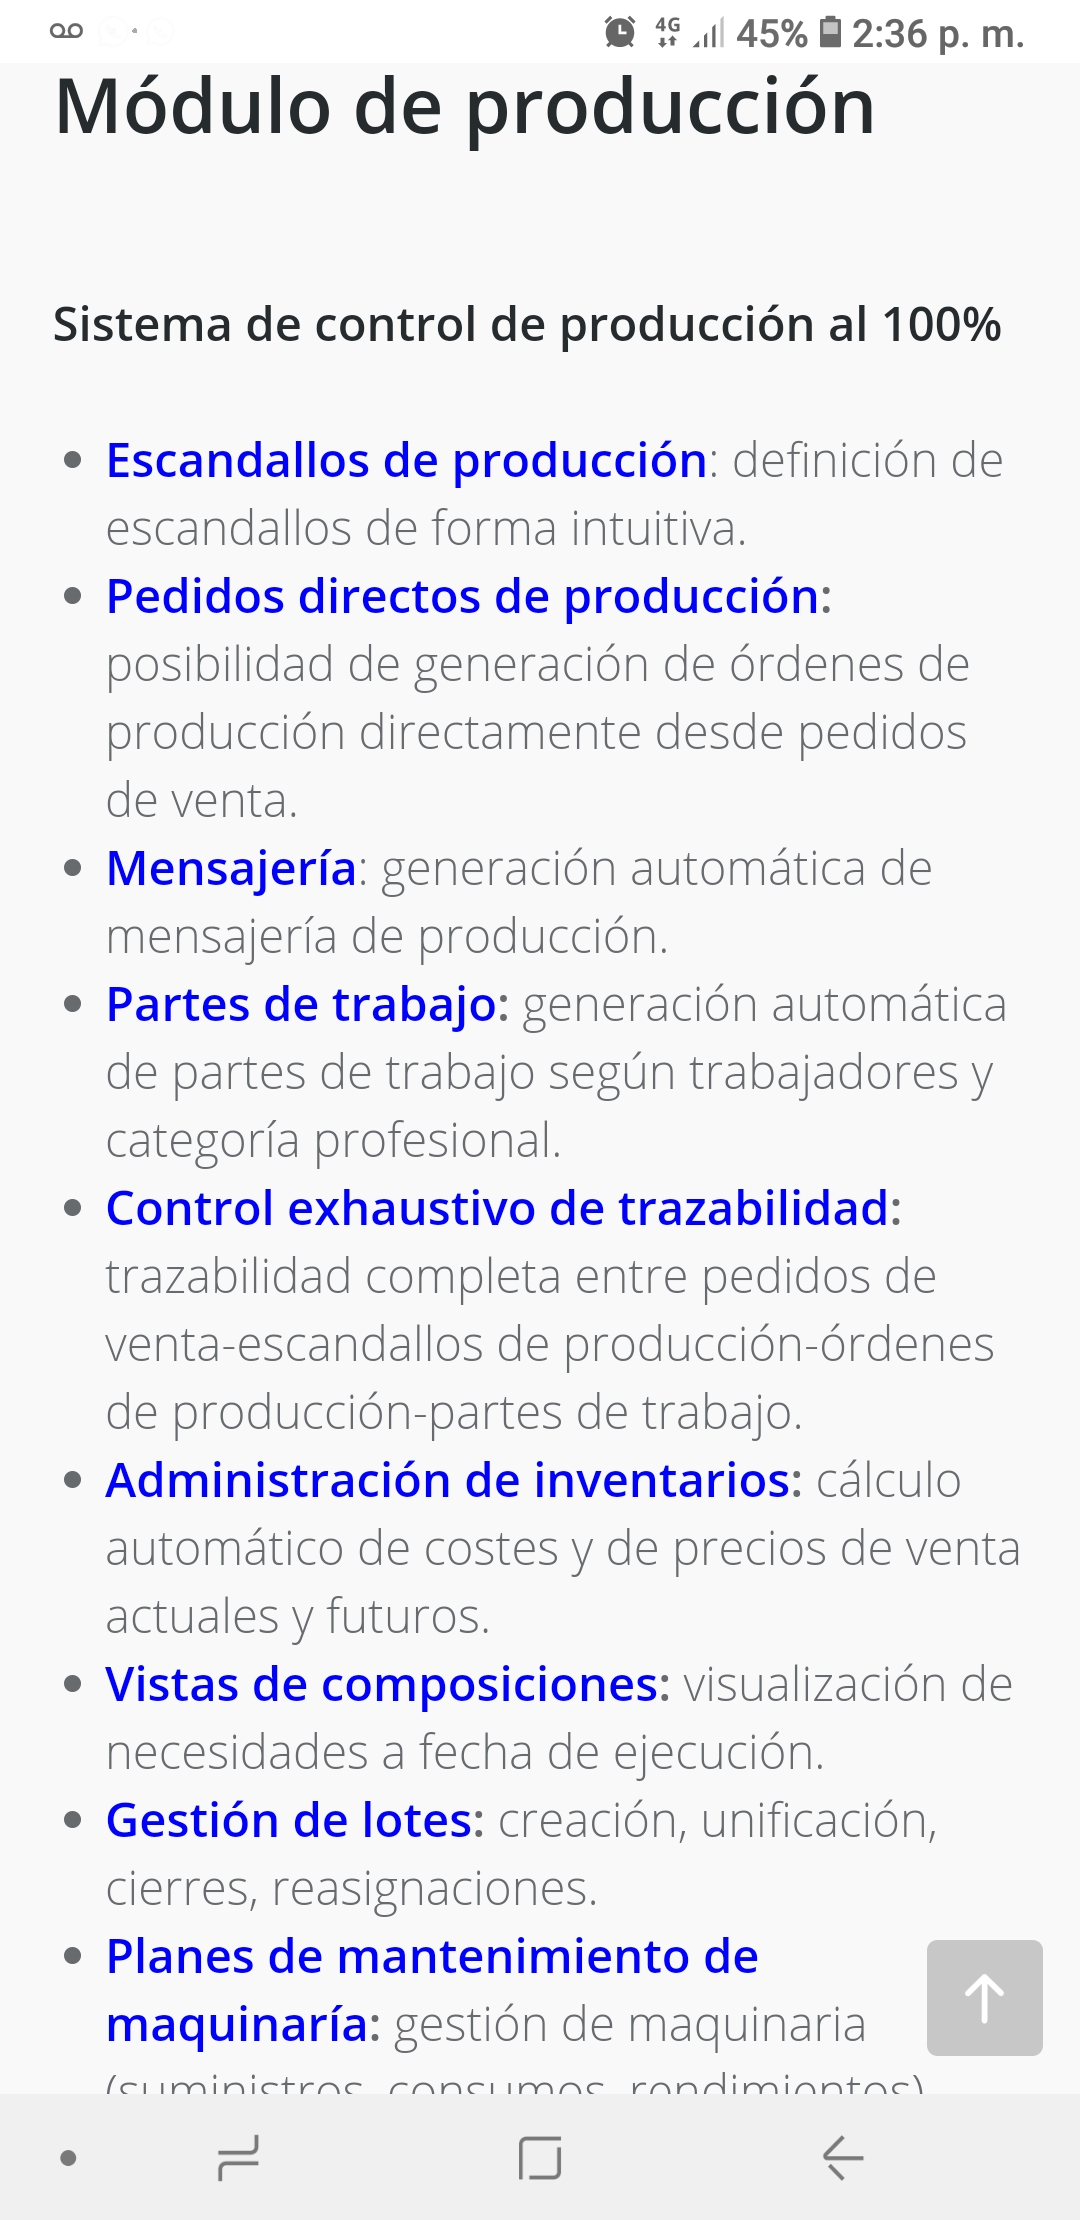 4G 45% 2:36 p. m.
Módulo de producción
Sistema de control de producción al 100%
Escandallos de producción: definición de
escandallos de forma intuitiva.
Pedidos directos de producción:
posibilidad de generación de órdenes de
producción directamente desde pedidos
de venta.
Mensajería: generación automática de
mensajería de producción.
Partes de trabajo: generación automática
de partes de trabajo según trabajadores y
categoría profesional.
Control exhaustivo de trazabilidad:
trazabilidad completa entre pedidos de
venta-escandallos de producción-órdenes
de producción-partes de trabajo.
Administración de inventarios: cálculo
automático de costes y de precios de venta
actuales y futuros.
Vistas de composiciones: visualización de
necesidades a fecha de ejecución.
Gestión de lotes: creación, unificación,
cierres, reasignaciones.
Planes de mantenimiento de
maquinaría: gestión de maquinaria
(suministros, consumos, rendimientos)